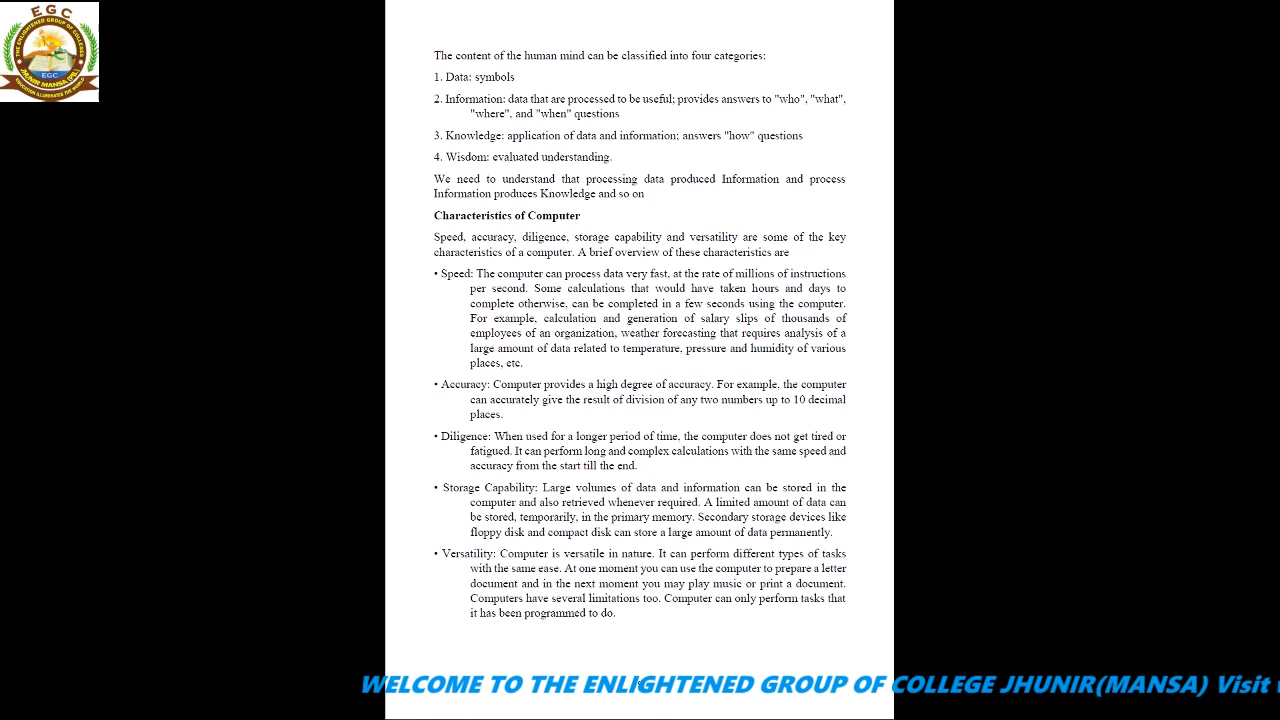 EGC
THE ENLIGHTENED GROUP OF COLLEGES
EGC
JHUNIR MANSA (PB.)
EDUCATION ILLUMINATES THE WORLD
The content of the human mind can be classified into four categories:
1. Data: symbols
2. Information: data that are processed to be useful; provides answers to "who", "what",
"where", and "when" questions
3. Knowledge: application of data and information; answers "how" questions
4. Wisdom: evaluated understanding.
We need to understand that processing data produced Information and process
Information produces Knowledge and so on
Characteristics of Computer
Speed, accuracy, diligence, storage capability and versatility are some of the key
characteristics of a computer. A brief overview of these characteristics are
• Speed: The computer can process data very fast, at the rate of millions of instructions
per second. Some calculations that would have taken hours and days to
complete otherwise, can be completed in a few seconds using the computer.
For example, calculation and generation of salary slips of thousands of
employees of an organization, weather forecasting that requires analysis of a
large amount of data related to temperature, pressure and humidity of various
places, etc.
• Accuracy: Computer provides a high degree of accuracy. For example, the computer
can accurately give the result of division of any two numbers up to 10 decimal
places.
• Diligence: When used for a longer period of time, the computer does not get tired or
fatigued. It can perform long and complex calculations with the same speed and
accuracy from the start till the end.
• Storage Capability: Large volumes of data and information can be stored in the
computer and also retrieved whenever required. A limited amount of data can
be stored, temporarily, in the primary memory. Secondary storage devices like
floppy disk and compact disk can store a large amount of data permanently.
• Versatility: Computer is versatile in nature. It can perform different types of tasks
with the same ease. At one moment you can use the computer to prepare a letter
document and in the next moment you may play music or print a document.
Computers have several limitations too. Computer can only perform tasks that
it has been programmed to do.
WELCOME TO THE ENLIGHTENED GROUP OF COLLEGE JHUNIR(MANSA) Visit